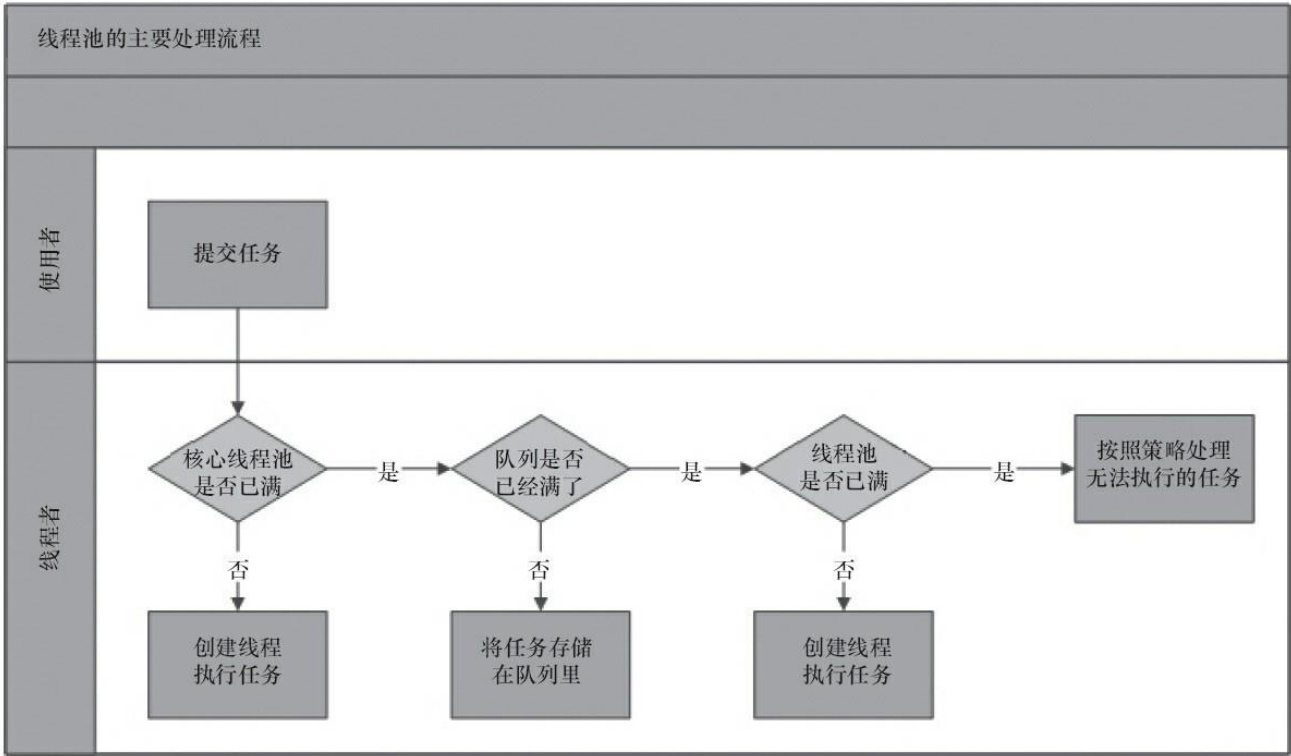 线程池的主要处理流程
使用者
提交任务
线程者
核心线程池
是否已满
是
队列是否
已经满了
是
线程池
是否已满
是
按照策略处理
无法执行的任务
否
否
否
创建线程
执行任务
将任务存储
在队列里
创建线程
执行任务